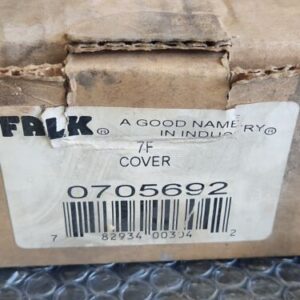 FALK®
A GOOD NAME
IN INDUSTRY®
7F
COVER
0705692
7 82934 00304 2